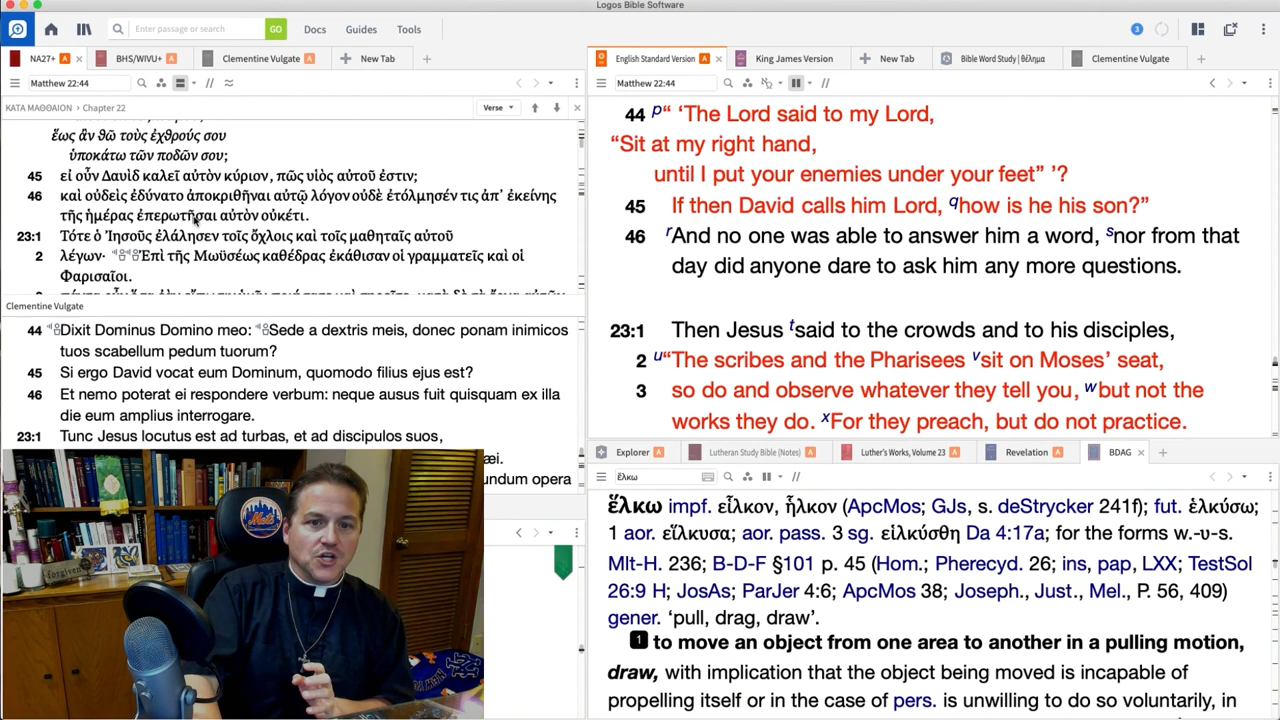 Logos Bible Software
Enter passage or search
GO
Docs
Guides
Tools
3
NA27+ A
BHS/WIVU+ A
Clementine Vulgate A
New Tab
Matthew 22:44
ΚΑΤΑ ΜΑΘΘΑΙΟΝ › Chapter 22
Verse
ἕως ἂν θῶ τοὺς ἐχθρούς σου
ὑποκάτω τῶν ποδῶν σου;
45 εἰ οὖν Δαυὶδ καλεῖ αὐτὸν κύριον, πῶς υἱὸς αὐτοῦ ἐστιν;
46 καὶ οὐδεὶς ἐδύνατο ἀποκριθῆναι αὐτῷ λόγον οὐδὲ ἐτόλμησέν τις ἀπ’ ἐκείνης
τῆς ἡμέρας ἐπερωτῆσαι αὐτὸν οὐκέτι.
23:1 Τότε ὁ Ἰησοῦς ἐλάλησεν τοῖς ὄχλοις καὶ τοῖς μαθηταῖς αὐτοῦ
2 λέγων· Ἐπὶ τῆς Μωϋσέως καθέδρας ἐκάθισαν οἱ γραμματεῖς καὶ οἱ
Φαρισαῖοι.
Clementine Vulgate
44 Dixit Dominus Domino meo: Sede a dextris meis, donec ponam inimicos
tuos scabellum pedum tuorum?
45 Si ergo David vocat eum Dominum, quomodo filius ejus est?
46 Et nemo poterat ei respondere verbum: neque ausus fuit quisquam ex illa
die eum amplius interrogare.
23:1 Tunc Jesus locutus est ad turbas, et ad discipulos suos,
æi.
undum opera
forgiven
Mets
English Standard Version A
King James Version
New Tab
Bible Word Study | θέλημα
Clementine Vulgate
Matthew 22:44
44 p“ ‘The Lord said to my Lord,
“Sit at my right hand,
until I put your enemies under your feet” ’?
45 If then David calls him Lord, qhow is he his son?”
46 rAnd no one was able to answer him a word, snor from that
day did anyone dare to ask him any more questions.
23:1 Then Jesus tsaid to the crowds and to his disciples,
2 u“The scribes and the Pharisees vsit on Moses’ seat,
3 so do and observe whatever they tell you, wbut not the
works they do. xFor they preach, but do not practice.
Explorer A
Lutheran Study Bible (Notes) A
Luther's Works, Volume 23 A
Revelation A
BDAG
ἕλκω
ἕλκω impf. εἷλκον, ἧλκον (ApcMos; GJs, s. deStrycker 241f); fut. ἑλκύσω;
1 aor. εἵλκυσα; aor. pass. 3 sg. εἱλκύσθη Da 4:17a; for the forms w.-υ-s.
Mlt-H. 236; B-D-F §101 p. 45 (Hom.; Pherecyd. 26; ins, pap, LXX; TestSol
26:9 H; JosAs; ParJer 4:6; ApcMos 38; Joseph., Just., Mel., P. 56, 409)
gener. ‘pull, drag, draw’.
1 to move an object from one area to another in a pulling motion,
draw, with implication that the object being moved is incapable of
propelling itself or in the case of pers. is unwilling to do so voluntarily, in